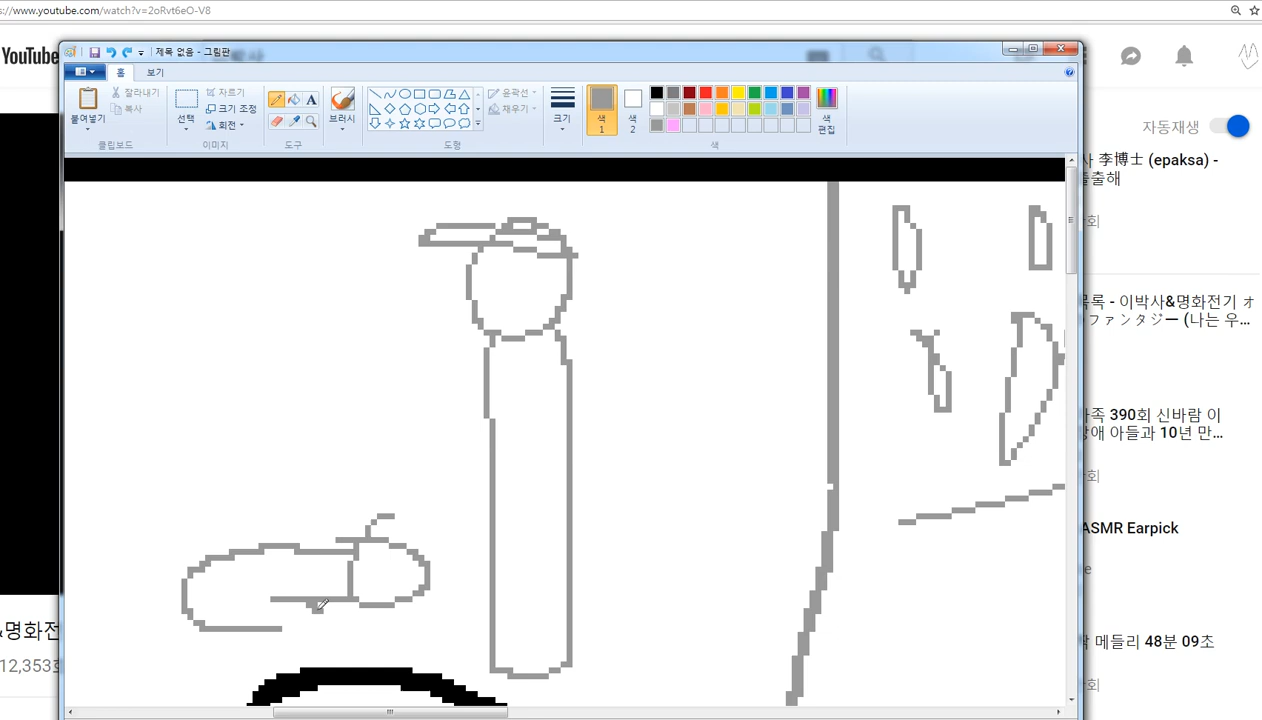 s://www.youtube.com/watch?v=2oRvt6eO-V8
YouTube
제목 없음 - 그림판
홈
보기
붙여넣기
잘라내기
복사
클립보드
선택
자르기
크기 조정
회전
이미지
도구
브러시
윤곽선
채우기
도형
크기
색
1
색
2
색
편집
색
자동재생
사 李博士 (epaksa) -
출해
회
목록 - 이박사&명화전기 オ
ファンタジー (나는 우...
가족 390회 신바람 이
아들과 10년 만...
회
ASMR Earpick
메들리 48분 09초
회
&명화전
12,353회